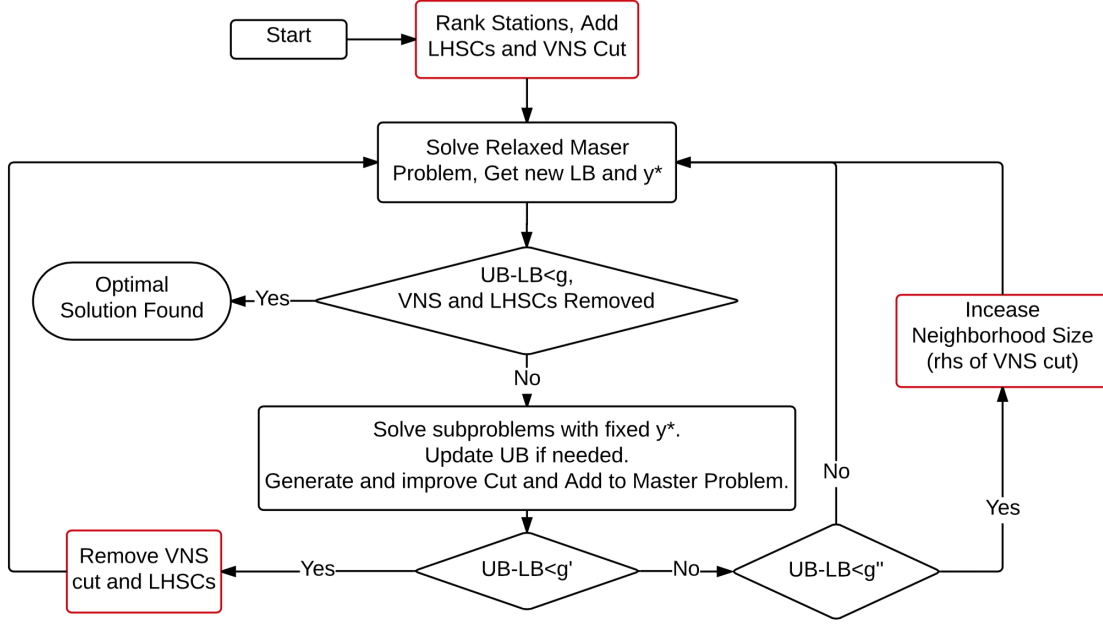 Start
Rank Stations, Add
LHSCs and VNS Cut
Solve Relaxed Maser
Problem, Get new LB and y*
UB-LB<g,
VNS and LHSCs Removed
Yes
Optimal
Solution Found
No
Solve subproblems with fixed y*.
Update UB if needed.
Generate and improve Cut and Add to Master Problem.
UB-LB<g'
Yes
Remove VNS
cut and LHSCs
No
UB-LB<g"
No
Yes
Incease
Neighborhood Size
(rhs of VNS cut)